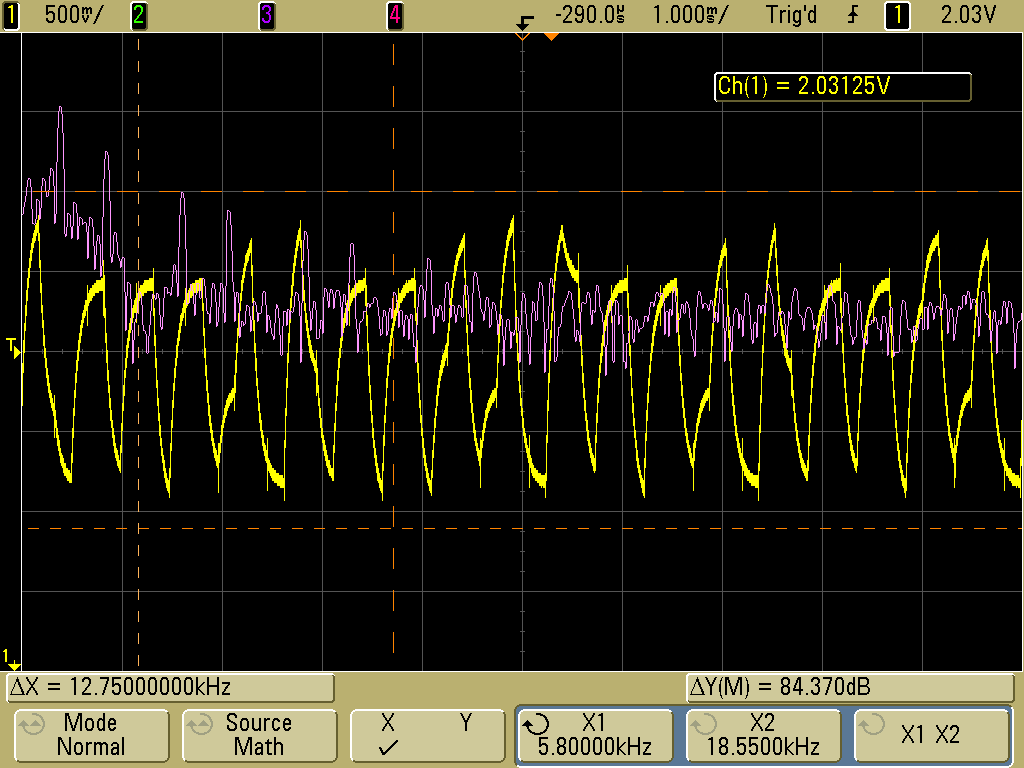 1 500mV/ 2 3 4 -290.0us 1.000ms/ Trig'd 1 2.03V
Ch(1) = 2.03125V
T
1
ΔX = 12.75000000kHz ΔY(M) = 84.370dB
Mode Source X Y X1 X2 X1 X2
Normal Math ✓ 5.80000kHz 18.5500kHz